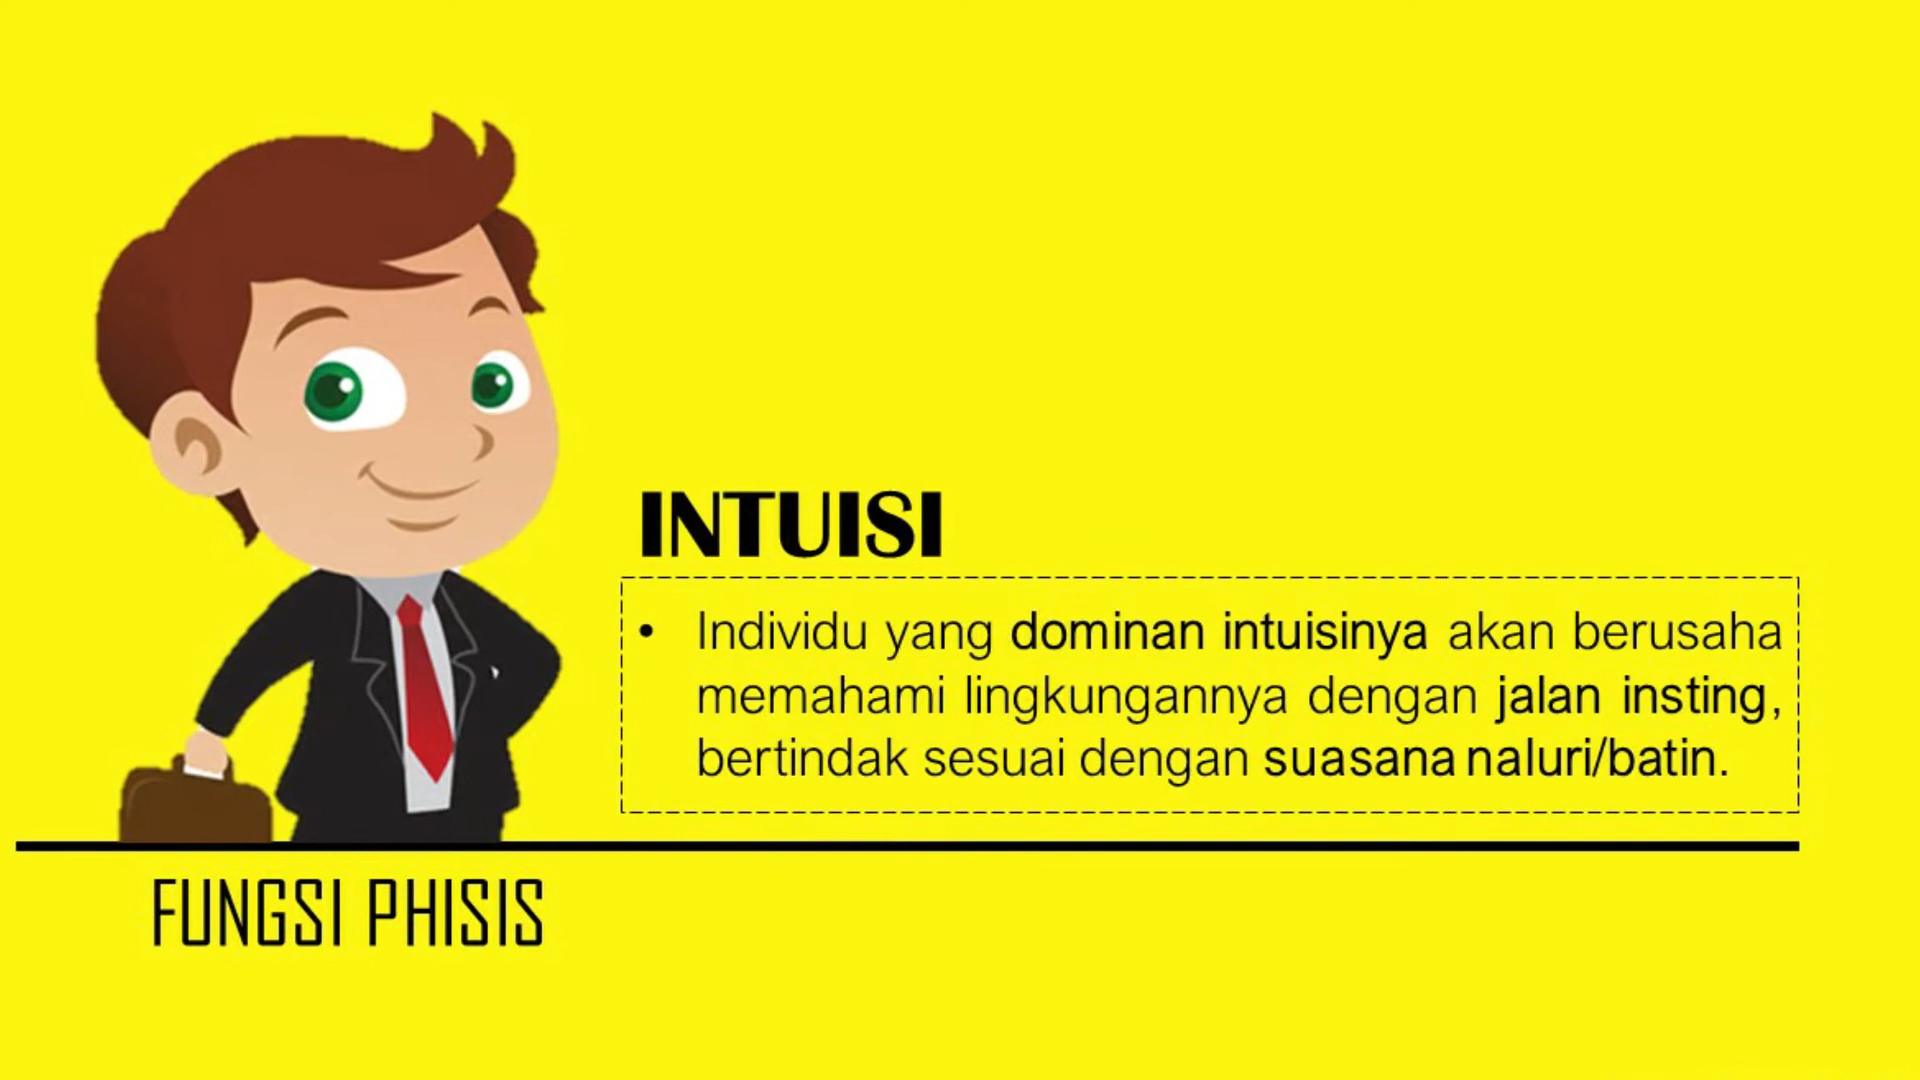 INTUISI
• Individu yang dominan intuisinya akan berusaha
memahami lingkungannya dengan jalan insting,
bertindak sesuai dengan suasana naluri/batin.
FUNGSI PHISIS